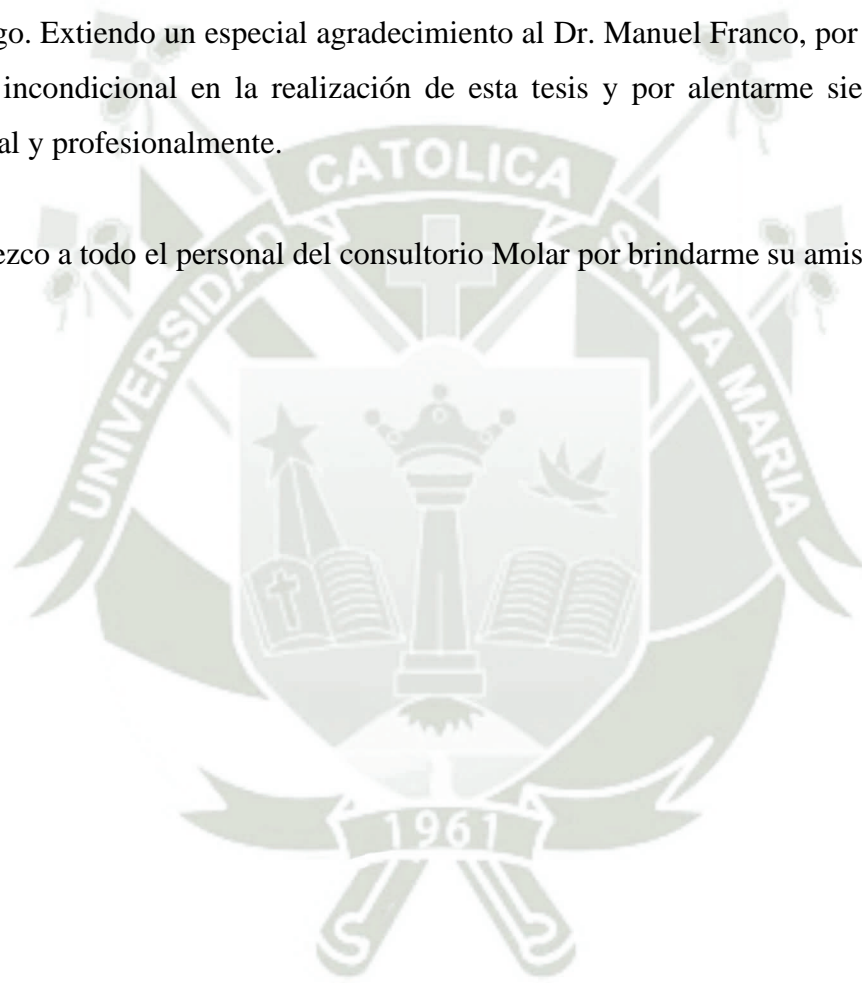 go. Extiendo un especial agradecimiento al Dr. Manuel Franco, por
incondicional en la realización de esta tesis y por alentarme sie
al y profesionalmente.
ezco a todo el personal del consultorio Molar por brindarme su amis
UNIVERSIDAD CATOLICA SANTA MARIA
1961